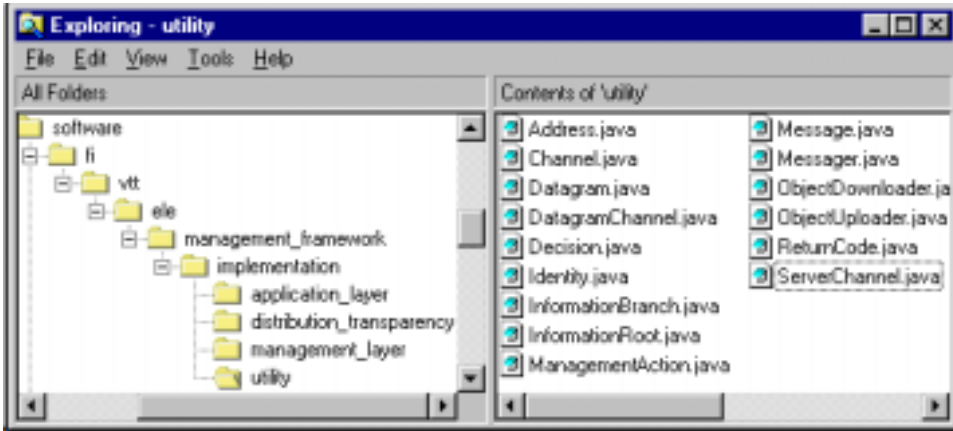 Exploring - utility
File Edit View Tools Help
All Folders
Contents of 'utility'
software
fi
vtt
ele
management_framework
implementation
application_layer
distribution_transparency
management_layer
utility
Address.java
Channel.java
Datagram.java
DatagramChannel.java
Decision.java
Identity.java
InformationBranch.java
InformationRoot.java
ManagementAction.java
Message.java
Messager.java
ObjectDownloader.ja
ObjectUploader.java
ReturnCode.java
ServerChannel.java